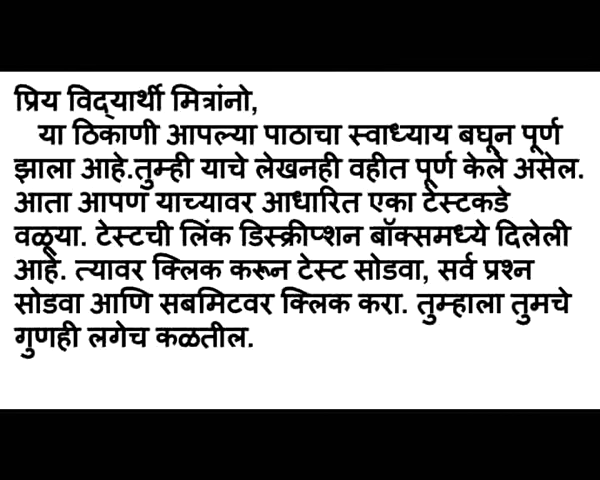 प्रिय विद्यार्थी मित्रांनो,
या ठिकाणी आपल्या पाठाचा स्वाध्याय बघून पूर्ण
झाला आहे.तुम्ही याचे लेखनही वहीत पूर्ण केले असेल.
आता आपण याच्यावर आधारित एका टेस्टकडे
वळूया. टेस्टची लिंक डिस्क्रीप्शन बॉक्समध्ये दिलेली
आहे. त्यावर क्लिक करून टेस्ट सोडवा, सर्व प्रश्न
सोडवा आणि सबमिटवर क्लिक करा. तुम्हाला तुमचे
गुणही लगेच कळतील.